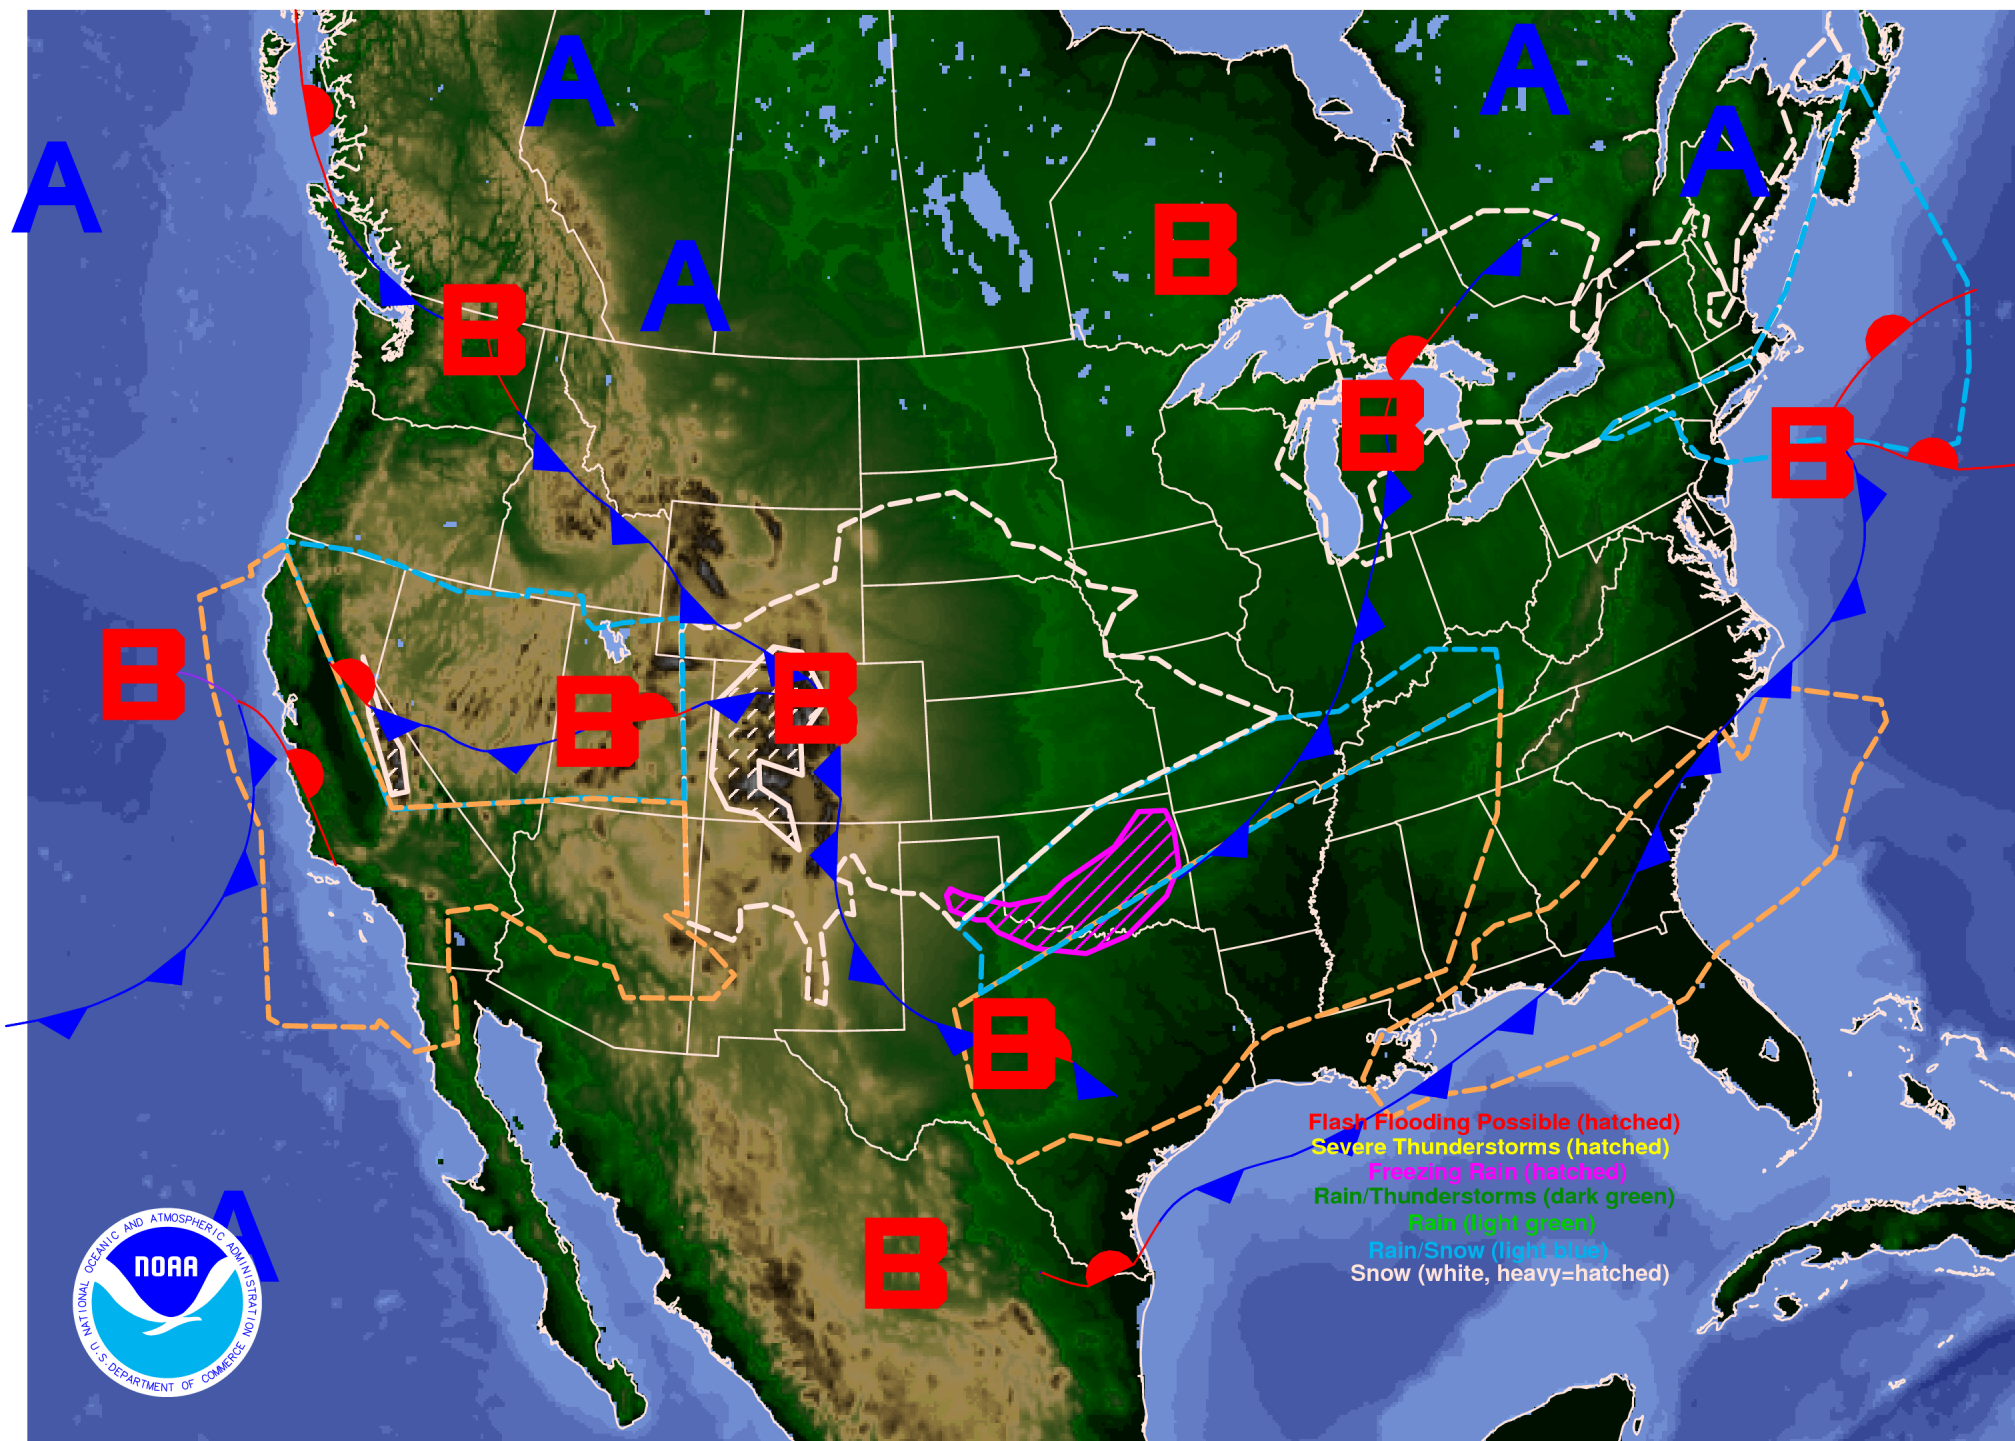 A
A
A
A
A
B
B
B
B
B
B
B
B
A
B
B
Flash Flooding Possible (hatched)
Severe Thunderstorms (hatched)
Freezing Rain (hatched)
Rain/Thunderstorms (dark green)
Rain (light green)
Rain/Snow (light blue)
Snow (white, heavy=hatched)
NOAA
NATIONAL OCEANIC AND ATMOSPHERIC ADMINISTRATION
U.S. DEPARTMENT OF COMMERCE